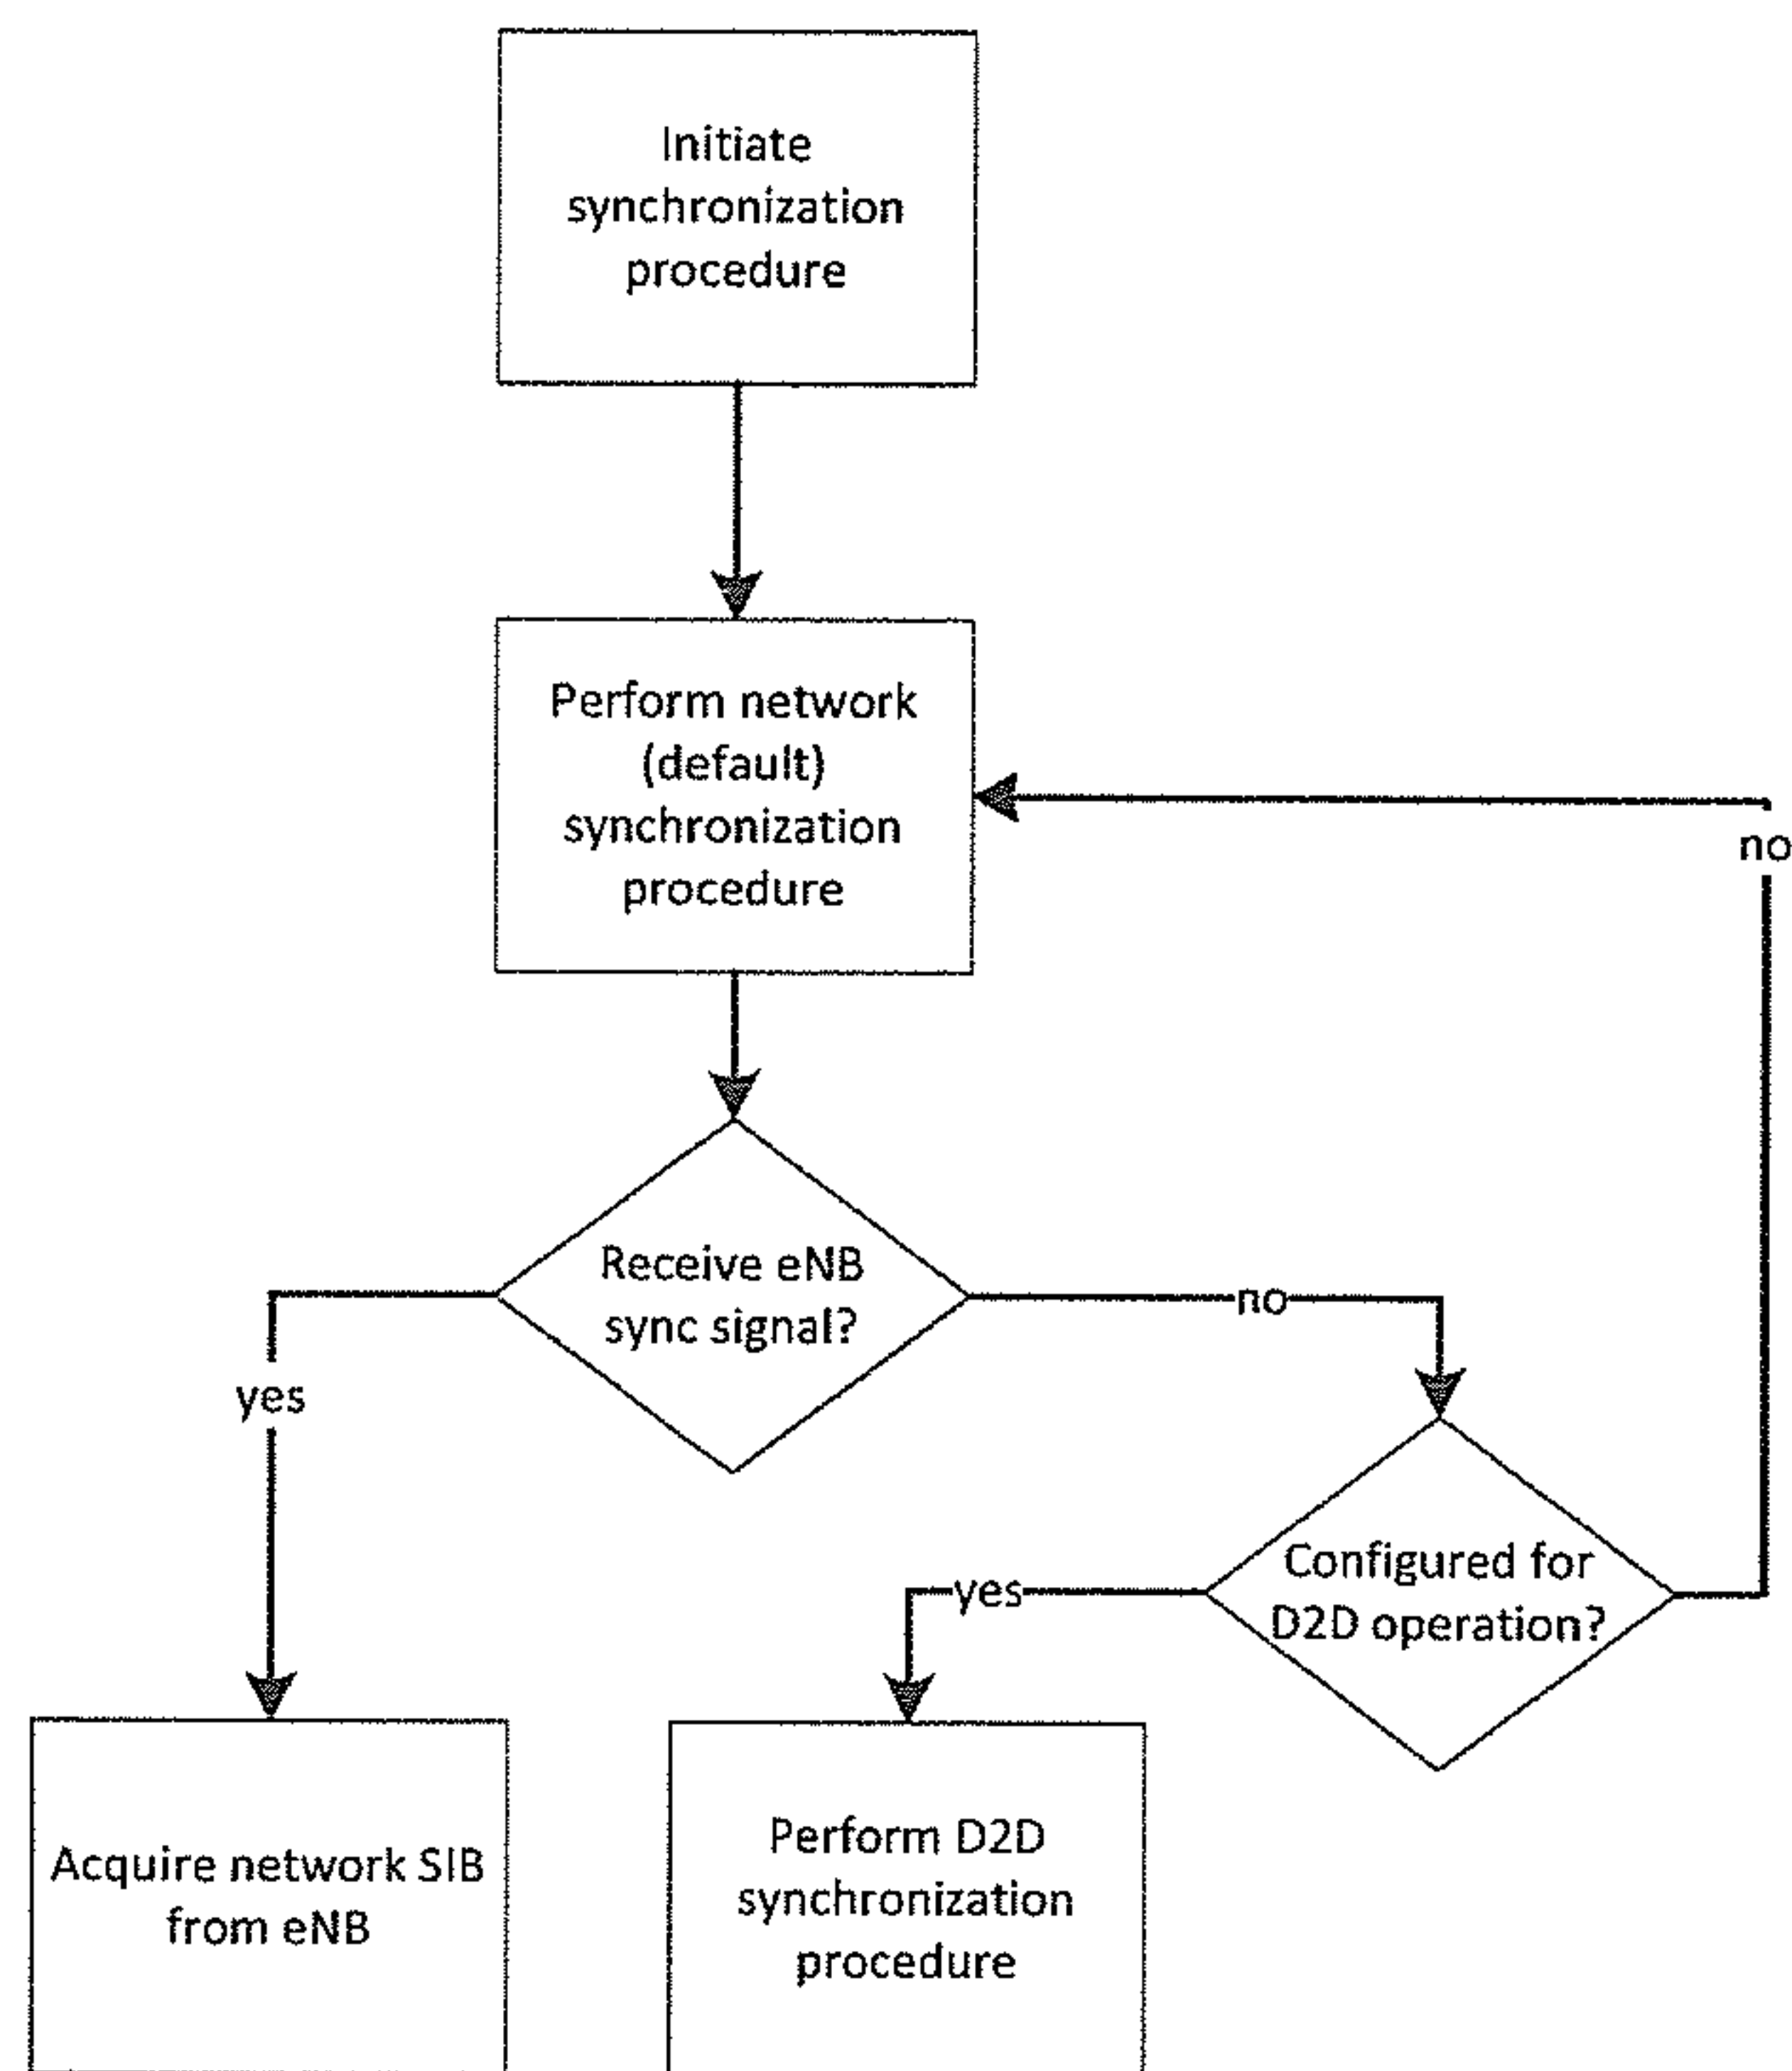 Initiate
synchronization
procedure
Perform network
(default)
synchronization
procedure
no
Receive eNB
sync signal?
no
yes
Configured for
D2D operation?
yes
Acquire network SIB
from eNB
Perform D2D
synchronization
procedure